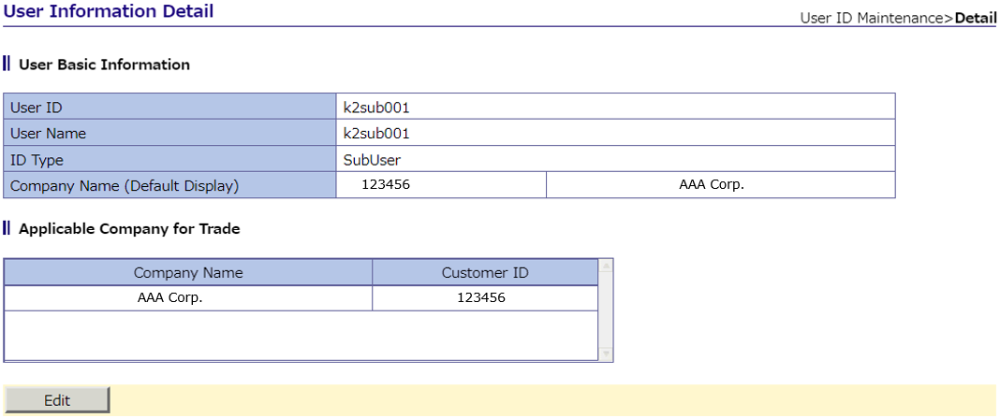 User Information Detail
User ID Maintenance>Detail
User Basic Information
User ID k2sub001
User Name k2sub001
ID Type SubUser
Company Name (Default Display) 123456 AAA Corp.
Applicable Company for Trade
Company Name Customer ID
AAA Corp. 123456
Edit